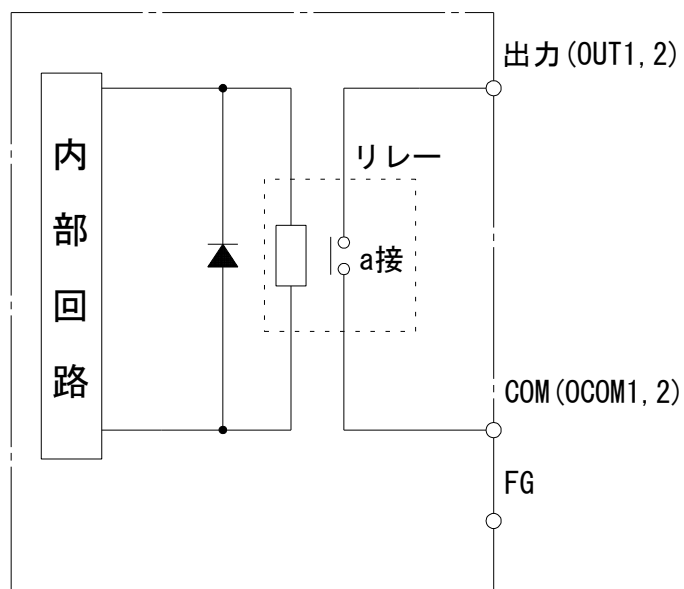 出力(OUT1,2)
内部回路
リレー
a接
COM(OCOM1,2)
FG